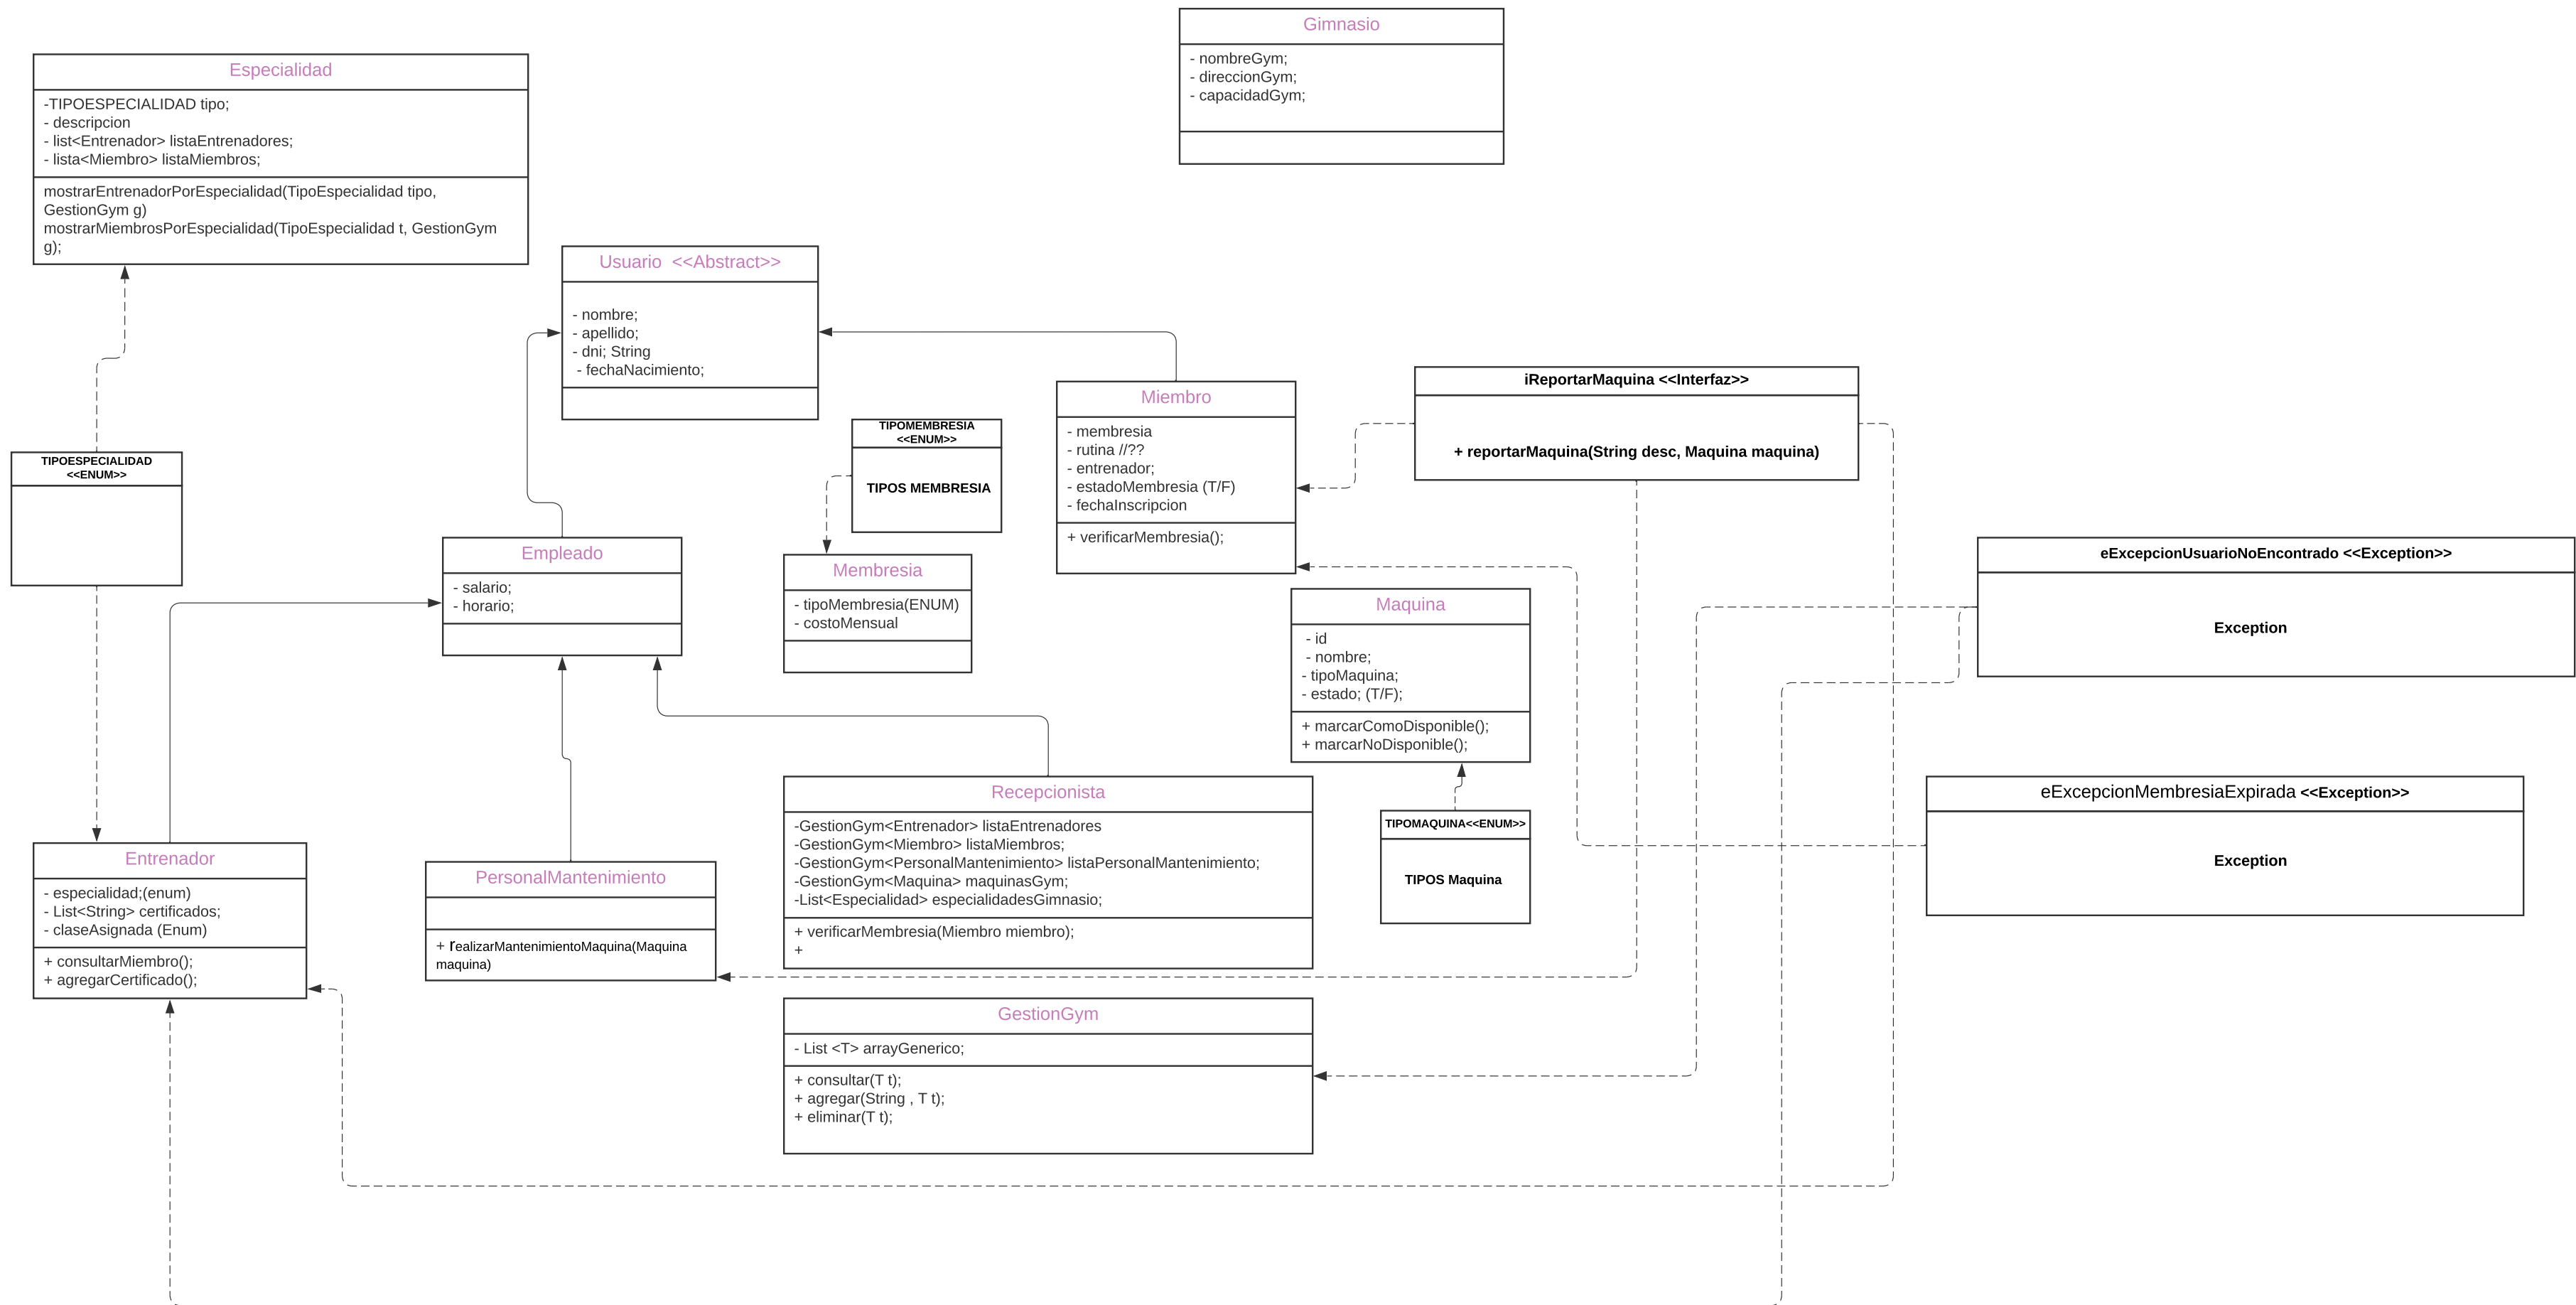 Gimnasio
- nombreGym;
- direccionGym;
- capacidadGym;
Especialidad
-TIPOESPECIALIDAD tipo;
- descripcion
- list<Entrenador> listaEntrenadores;
- lista<Miembro> listaMiembros;
mostrarEntrenadorPorEspecialidad(TipoEspecialidad tipo,
GestionGym g)
mostrarMiembrosPorEspecialidad(TipoEspecialidad t, GestionGym
g);
Usuario  <<Abstract>>
- nombre;
- apellido;
- dni; String
- fechaNacimiento;
Miembro
- membresia
- rutina //??
- entrenador;
- estadoMembresia (T/F)
- fechaInscripcion
+ verificarMembresia();
iReportarMaquina <<Interfaz>>
+ reportarMaquina(String desc, Maquina maquina)
TIPOMEMBRESIA
<<ENUM>>
TIPOS MEMBRESIA
TIPOESPECIALIDAD
<<ENUM>>
Empleado
- salario;
- horario;
Membresia
- tipoMembresia(ENUM)
- costoMensual
Maquina
- id
- nombre;
- tipoMaquina;
- estado; (T/F);
+ marcarComoDisponible();
+ marcarNoDisponible();
eExcepcionUsuarioNoEncontrado <<Exception>>
Exception
Recepcionista
-GestionGym<Entrenador> listaEntrenadores
-GestionGym<Miembro> listaMiembros;
-GestionGym<PersonalMantenimiento> listaPersonalMantenimiento;
-GestionGym<Maquina> maquinasGym;
-List<Especialidad> especialidadesGimnasio;
+ verificarMembresia(Miembro miembro);
+
TIPOMAQUINA<<ENUM>>
TIPOS Maquina
eExcepcionMembresiaExpirada <<Exception>>
Exception
Entrenador
- especialidad;(enum)
- List<String> certificados;
- claseAsignada (Enum)
+ consultarMiembro();
+ agregarCertificado();
PersonalMantenimiento
+ realizarMantenimientoMaquina(Maquina
maquina)
GestionGym
- List <T> arrayGenerico;
+ consultar(T t);
+ agregar(String , T t);
+ eliminar(T t);